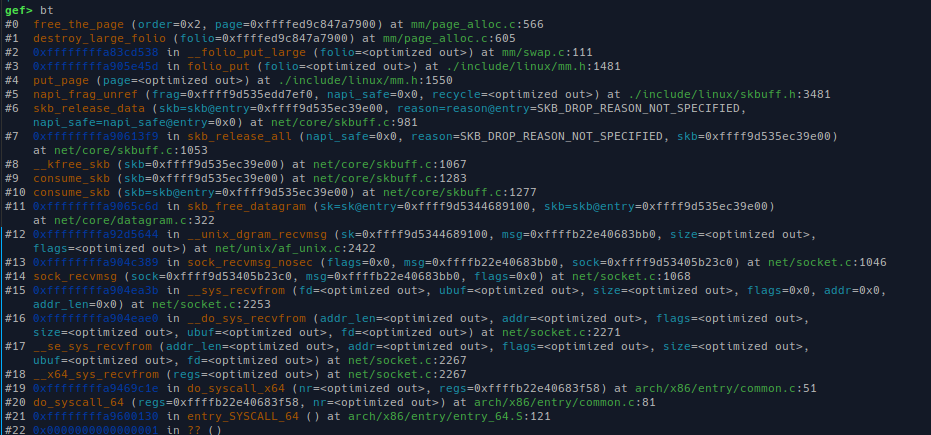 gef> bt
#0 free_the_page (order=0x2, page=0xffffed9c847a7900) at mm/page_alloc.c:566
#1 destroy_large_folio (folio=0xffffed9c847a7900) at mm/page_alloc.c:605
#2 0xffffffffa83cd538 in __folio_put_large (folio=<optimized out>) at mm/swap.c:111
#3 0xffffffffa905e45d in folio_put (folio=<optimized out>) at ./include/linux/mm.h:1481
#4 put_page (page=<optimized out>) at ./include/linux/mm.h:1550
#5 napi_frag_unref (frag=0xffff9d535edd7ef0, napi_safe=0x0, recycle=<optimized out>) at ./include/linux/skbuff.h:3481
#6 skb_release_data (skb=skb@entry=0xffff9d535ec39e00, reason=reason@entry=SKB_DROP_REASON_NOT_SPECIFIED,
napi_safe=napi_safe@entry=0x0) at net/core/skbuff.c:981
#7 0xffffffffa90613f9 in skb_release_all (napi_safe=0x0, reason=SKB_DROP_REASON_NOT_SPECIFIED, skb=0xffff9d535ec39e00)
at net/core/skbuff.c:1053
#8 __kfree_skb (skb=0xffff9d535ec39e00) at net/core/skbuff.c:1067
#9 consume_skb (skb=0xffff9d535ec39e00) at net/core/skbuff.c:1283
#10 consume_skb (skb=skb@entry=0xffff9d535ec39e00) at net/core/skbuff.c:1277
#11 0xffffffffa9065c6d in skb_free_datagram (sk=sk@entry=0xffff9d5344689100, skb=skb@entry=0xffff9d535ec39e00)
at net/core/datagram.c:322
#12 0xffffffffa92d5644 in __unix_dgram_recvmsg (sk=0xffff9d5344689100, msg=0xffffb22e40683bb0, size=<optimized out>,
flags=<optimized out>) at net/unix/af_unix.c:2422
#13 0xffffffffa904c389 in sock_recvmsg_nosec (flags=0x0, msg=0xffffb22e40683bb0, sock=0xffff9d53405b23c0) at net/socket.c:1046
#14 sock_recvmsg (sock=0xffff9d53405b23c0, msg=0xffffb22e40683bb0, flags=0x0) at net/socket.c:1068
#15 0xffffffffa904ea3b in __sys_recvfrom (fd=<optimized out>, ubuf=<optimized out>, size=<optimized out>, flags=0x0, addr=0x0,
addr_len=0x0) at net/socket.c:2253
#16 0xffffffffa904eae0 in __do_sys_recvfrom (addr_len=<optimized out>, addr=<optimized out>, flags=<optimized out>,
size=<optimized out>, ubuf=<optimized out>, fd=<optimized out>) at net/socket.c:2271
#17 __se_sys_recvfrom (addr_len=<optimized out>, addr=<optimized out>, flags=<optimized out>, size=<optimized out>,
ubuf=<optimized out>, fd=<optimized out>) at net/socket.c:2267
#18 __x64_sys_recvfrom (regs=<optimized out>) at net/socket.c:2267
#19 0xffffffffa9469c1e in do_syscall_x64 (nr=<optimized out>, regs=0xffffb22e40683f58) at arch/x86/entry/common.c:51
#20 do_syscall_64 (regs=0xffffb22e40683f58, nr=<optimized out>) at arch/x86/entry/common.c:81
#21 0xffffffffa9600130 in entry_SYSCALL_64 () at arch/x86/entry/entry_64.S:121
#22 0x0000000000000001 in ?? ()